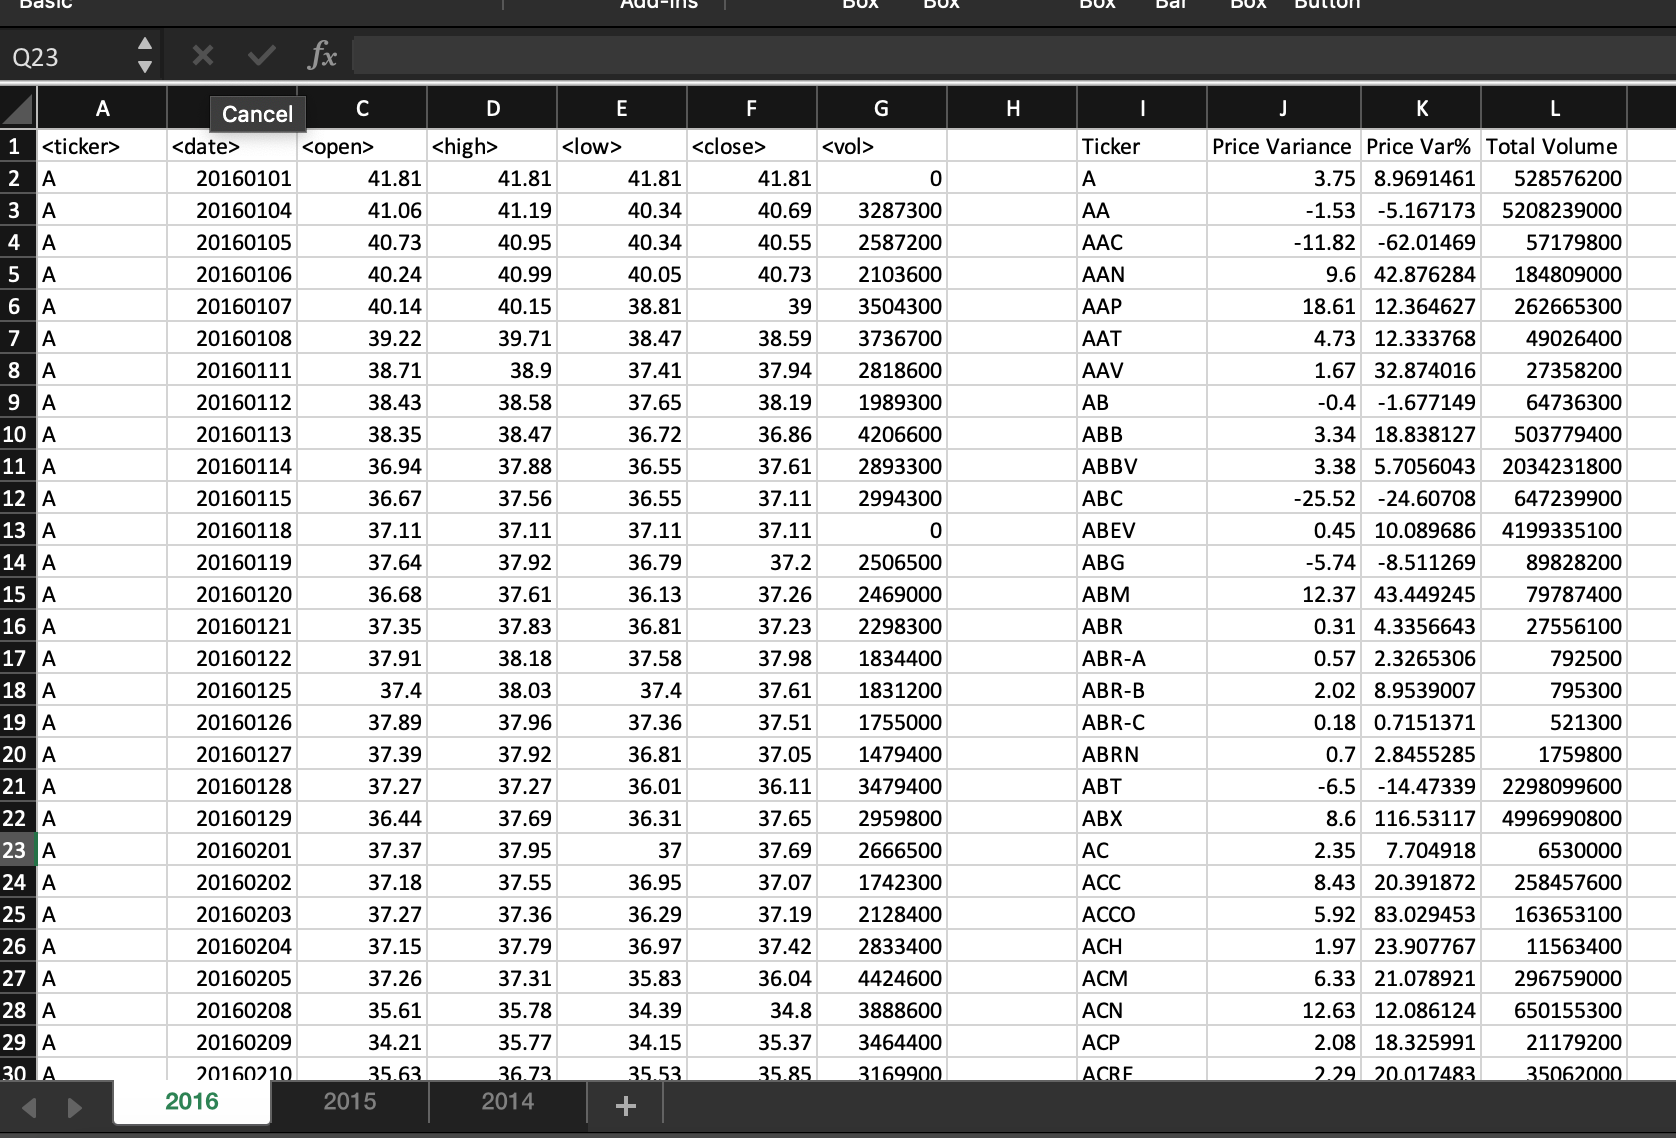 Basic Add-ins Box Box Box Bar Box Button
Q23 fx
A Cancel C D E F G H I J K L
1 <ticker> <date> <open> <high> <low> <close> <vol> Ticker Price Variance Price Var% Total Volume
2 A 20160101 41.81 41.81 41.81 41.81 0 A 3.75 8.9691461 528576200
3 A 20160104 41.06 41.19 40.34 40.69 3287300 AA -1.53 -5.167173 5208239000
4 A 20160105 40.73 40.95 40.34 40.55 2587200 AAC -11.82 -62.01469 57179800
5 A 20160106 40.24 40.99 40.05 40.73 2103600 AAN 9.6 42.876284 184809000
6 A 20160107 40.14 40.15 38.81 39 3504300 AAP 18.61 12.364627 262665300
7 A 20160108 39.22 39.71 38.47 38.59 3736700 AAT 4.73 12.333768 49026400
8 A 20160111 38.71 38.9 37.41 37.94 2818600 AAV 1.67 32.874016 27358200
9 A 20160112 38.43 38.58 37.65 38.19 1989300 AB -0.4 -1.677149 64736300
10 A 20160113 38.35 38.47 36.72 36.86 4206600 ABB 3.34 18.838127 503779400
11 A 20160114 36.94 37.88 36.55 37.61 2893300 ABBV 3.38 5.7056043 2034231800
12 A 20160115 36.67 37.56 36.55 37.11 2994300 ABC -25.52 -24.60708 647239900
13 A 20160118 37.11 37.11 37.11 37.11 0 ABEV 0.45 10.089686 4199335100
14 A 20160119 37.64 37.92 36.79 37.2 2506500 ABG -5.74 -8.511269 89828200
15 A 20160120 36.68 37.61 36.13 37.26 2469000 ABM 12.37 43.449245 79787400
16 A 20160121 37.35 37.83 36.81 37.23 2298300 ABR 0.31 4.3356643 27556100
17 A 20160122 37.91 38.18 37.58 37.98 1834400 ABR-A 0.57 2.3265306 792500
18 A 20160125 37.4 38.03 37.4 37.61 1831200 ABR-B 2.02 8.9539007 795300
19 A 20160126 37.89 37.96 37.36 37.51 1755000 ABR-C 0.18 0.7151371 521300
20 A 20160127 37.39 37.92 36.81 37.05 1479400 ABRN 0.7 2.8455285 1759800
21 A 20160128 37.27 37.27 36.01 36.11 3479400 ABT -6.5 -14.47339 2298099600
22 A 20160129 36.44 37.69 36.31 37.65 2959800 ABX 8.6 116.53117 4996990800
23 A 20160201 37.37 37.95 37 37.69 2666500 AC 2.35 7.704918 6530000
24 A 20160202 37.18 37.55 36.95 37.07 1742300 ACC 8.43 20.391872 258457600
25 A 20160203 37.27 37.36 36.29 37.19 2128400 ACCO 5.92 83.029453 163653100
26 A 20160204 37.15 37.79 36.97 37.42 2833400 ACH 1.97 23.907767 11563400
27 A 20160205 37.26 37.31 35.83 36.04 4424600 ACM 6.33 21.078921 296759000
28 A 20160208 35.61 35.78 34.39 34.8 3888600 ACN 12.63 12.086124 650155300
29 A 20160209 34.21 35.77 34.15 35.37 3464400 ACP 2.08 18.325991 21179200
30 A 20160210 35.63 36.73 35.53 35.85 3169900 ACRE 2.29 20.017483 35062000
2016 2015 2014 +